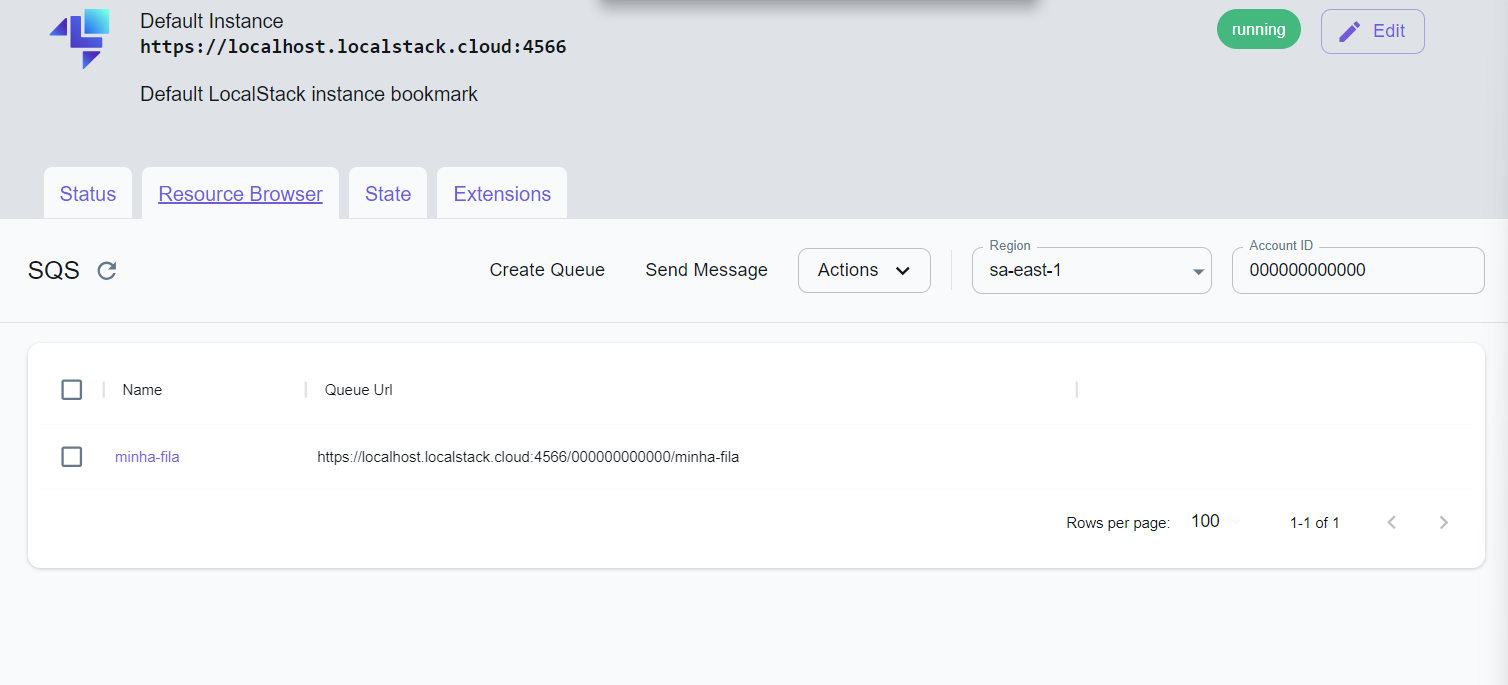 Default Instance
https://localhost.localstack.cloud:4566
running
Edit
Default LocalStack instance bookmark
Status
Resource Browser
State
Extensions
SQS
Create Queue
Send Message
Actions
Region
sa-east-1
Account ID
000000000000
Name
Queue Url
minha-fila
https://localhost.localstack.cloud:4566/000000000000/minha-fila
Rows per page:
100
1-1 of 1